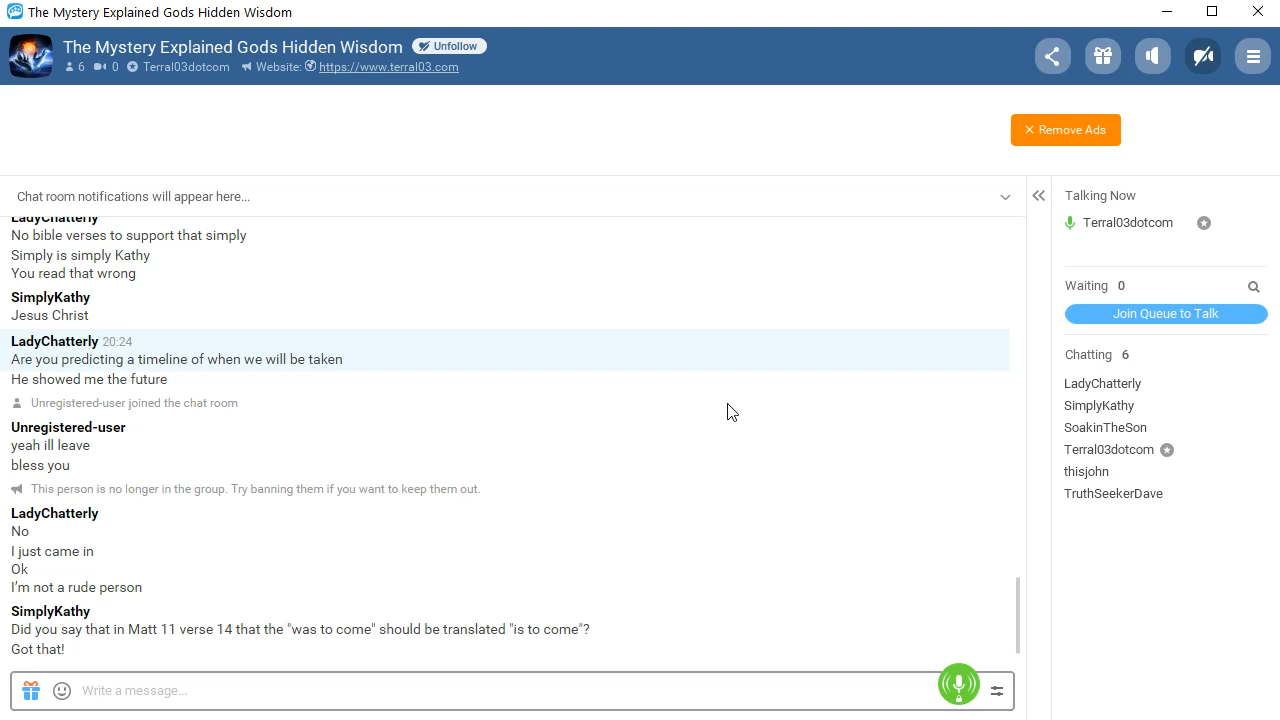 The Mystery Explained Gods Hidden Wisdom
The Mystery Explained Gods Hidden Wisdom Unfollow
6 0 Terral03dotcom Website: https://www.terral03.com
Remove Ads
Chat room notifications will appear here...
LadyChatterly
No bible verses to support that simply
Simply is simply Kathy
You read that wrong
SimplyKathy
Jesus Christ
LadyChatterly 20:24
Are you predicting a timeline of when we will be taken
He showed me the future
Unregistered-user joined the chat room
Unregistered-user
yeah ill leave
bless you
This person is no longer in the group. Try banning them if you want to keep them out.
LadyChatterly
No
I just came in
Ok
I'm not a rude person
SimplyKathy
Did you say that in Matt 11 verse 14 that the "was to come" should be translated "is to come"?
Got that!
Write a message...
Talking Now
Terral03dotcom
Waiting 0
Join Queue to Talk
Chatting 6
LadyChatterly
SimplyKathy
SoakinTheSon
Terral03dotcom
thisjohn
TruthSeekerDave